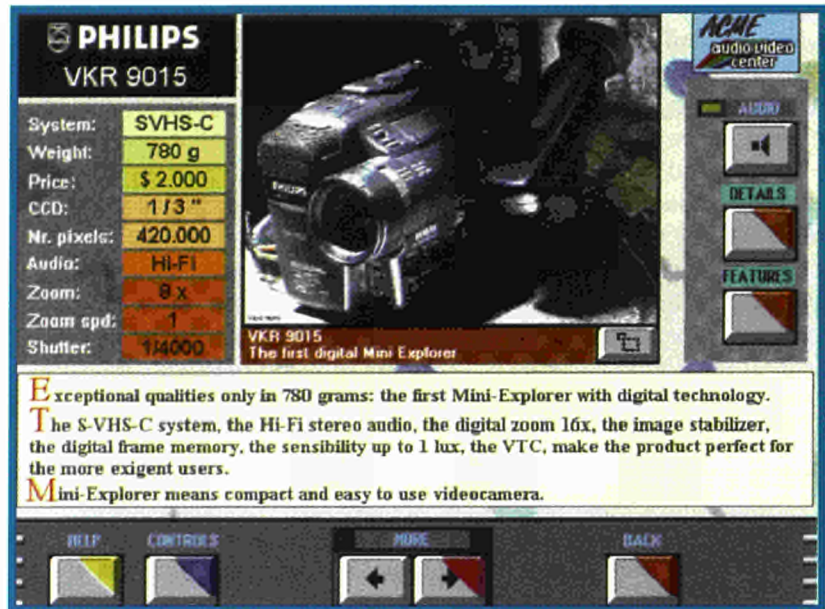 PHILIPS
VKR 9015
System: SVHS-C
Weight: 780 g
Price: $ 2.000
CCD: 1/3 "
Nr. pixels: 420.000
Audio: Hi-Fi
Zoom: 8 x
Zoom spd: 1
Shutter: 1/4000
PHILIPS
VKR 9015
The first digital Mini Explorer
ACME
audio video
center
AUDIO
DETAILS
FEATURES
Exceptional qualities only in 780 grams: the first Mini-Explorer with digital technology.
The S-VHS-C system, the Hi-Fi stereo audio, the digital zoom 16x, the image stabilizer,
the digital frame memory, the sensibility up to 1 lux, the VTC, make the product perfect for
the more exigent users.
Mini-Explorer means compact and easy to use videocamera.
HELP
CONTROLS
MORE
BACK